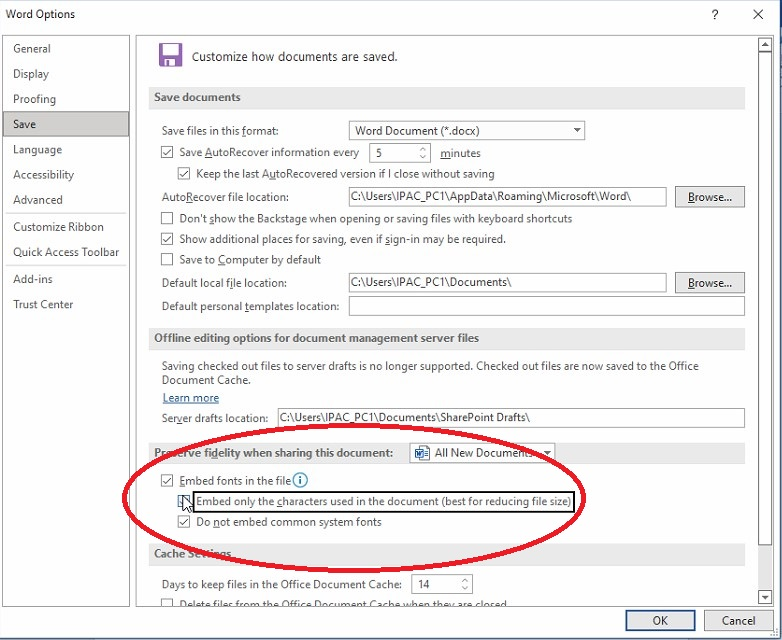 Word Options
?
General
Display
Proofing
Save
Language
Accessibility
Advanced
Customize Ribbon
Quick Access Toolbar
Add-ins
Trust Center
Customize how documents are saved.
Save documents
Save files in this format: Word Document (*.docx)
Save AutoRecover information every 5 minutes
Keep the last AutoRecovered version if I close without saving
AutoRecover file location: C:\Users\IPAC_PC1\AppData\Roaming\Microsoft\Word\ Browse...
Don't show the Backstage when opening or saving files with keyboard shortcuts
Show additional places for saving, even if sign-in may be required.
Save to Computer by default
Default local file location: C:\Users\IPAC_PC1\Documents\ Browse...
Default personal templates location:
Offline editing options for document management server files
Saving checked out files to server drafts is no longer supported. Checked out files are now saved to the Office
Document Cache.
Learn more
Server drafts location: C:\Users\IPAC_PC1\Documents\SharePoint Drafts\
Preserve fidelity when sharing this document: All New Documents
Embed fonts in the file
Embed only the characters used in the document (best for reducing file size)
Do not embed common system fonts
Cache Settings
Days to keep files in the Office Document Cache: 14
Delete files from the Office Document Cache when they are closed
OK Cancel